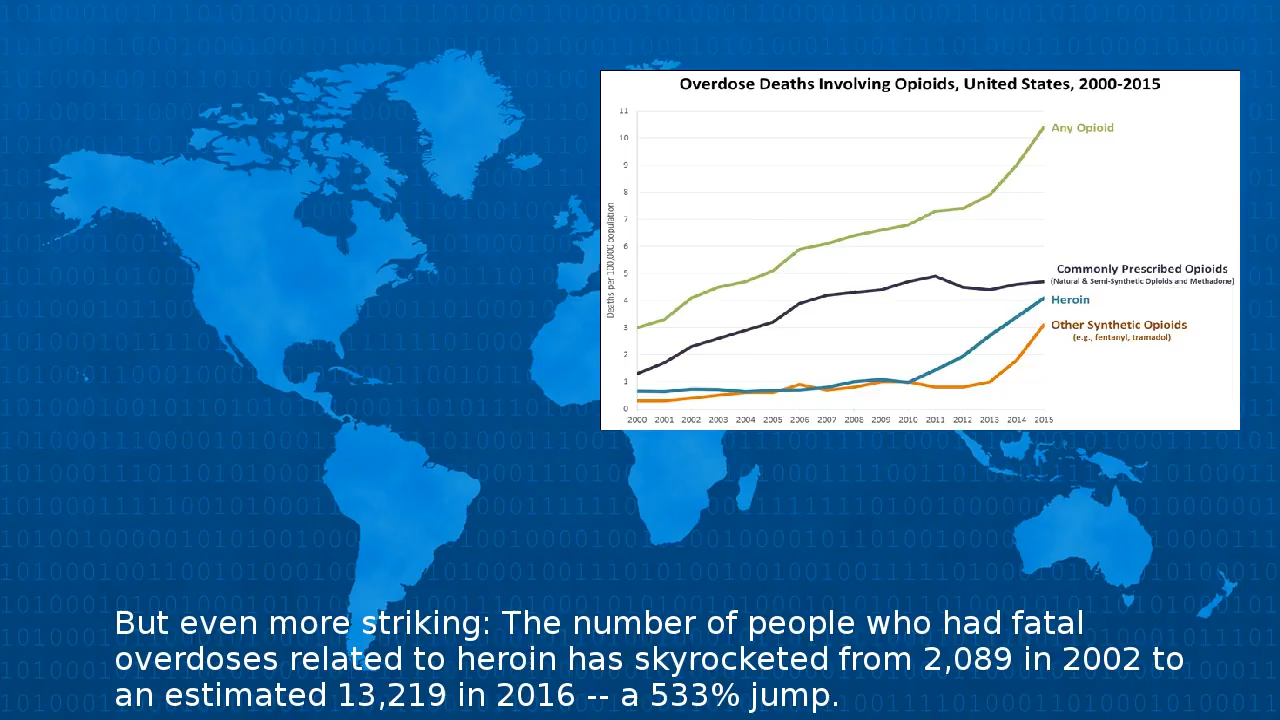 Overdose Deaths Involving Opioids, United States, 2000-2015
11
10
9
8
7
6
5
4
3
2
1
0
Deaths per 100,000 population
2000 2001 2002 2003 2004 2005 2006 2007 2008 2009 2010 2011 2012 2013 2014 2015
Any Opioid
Commonly Prescribed Opioids
(Natural & Semi-Synthetic Opioids and Methadone)
Heroin
Other Synthetic Opioids
(e.g., fentanyl, tramadol)
But even more striking: The number of people who had fatal
overdoses related to heroin has skyrocketed from 2,089 in 2002 to
an estimated 13,219 in 2016 -- a 533% jump.